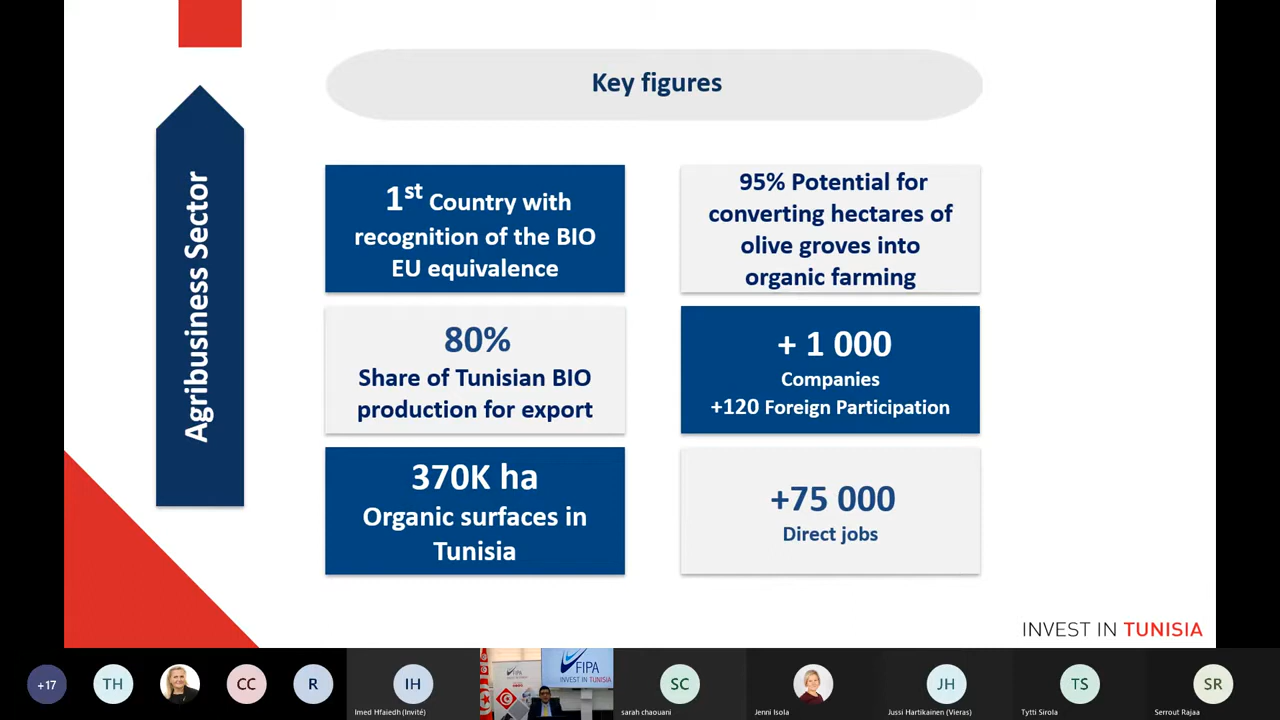 Key figures
Agribusiness Sector
1st Country with
recognition of the BIO
EU equivalence
95% Potential for
converting hectares of
olive groves into
organic farming
80%
Share of Tunisian BIO
production for export
+ 1 000
Companies
+120 Foreign Participation
370K ha
Organic surfaces in
Tunisia
+75 000
Direct jobs
INVEST IN TUNISIA
+17
TH
CC
R
IH
Imed Hfaiedh (Invité)
FIPA
FIPA
INVEST IN TUNISIA
SC
sarah chaouani
Jenni Isola
JH
Jussi Hartikainen (Vieras)
TS
Tytti Sirola
SR
Serrout Rajaa